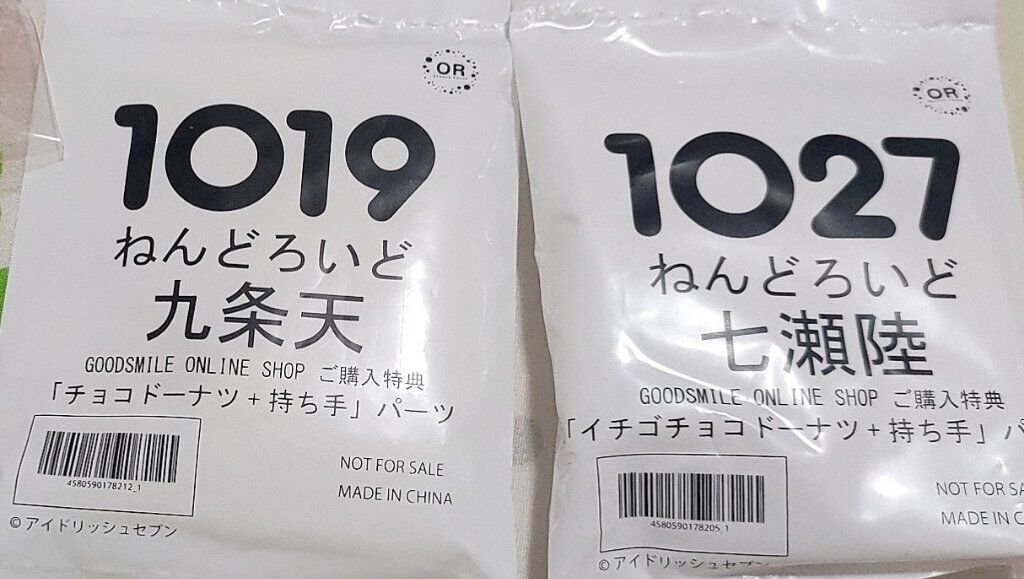 OR
1019
ねんどろいど
九条天
GOODSMILE ONLINE SHOP ご購入特典
「チョコドーナツ+持ち手」パーツ
4580590178212_1
NOT FOR SALE
MADE IN CHINA
©アイドリッシュセブン
OR
1027
ねんどろいど
七瀬陸
GOODSMILE ONLINE SHOP ご購入特典
「イチゴチョコドーナツ+持ち手」パ
4580590178205_1
NOT FOR SA
MADE IN C
©アイドリッシュセブン